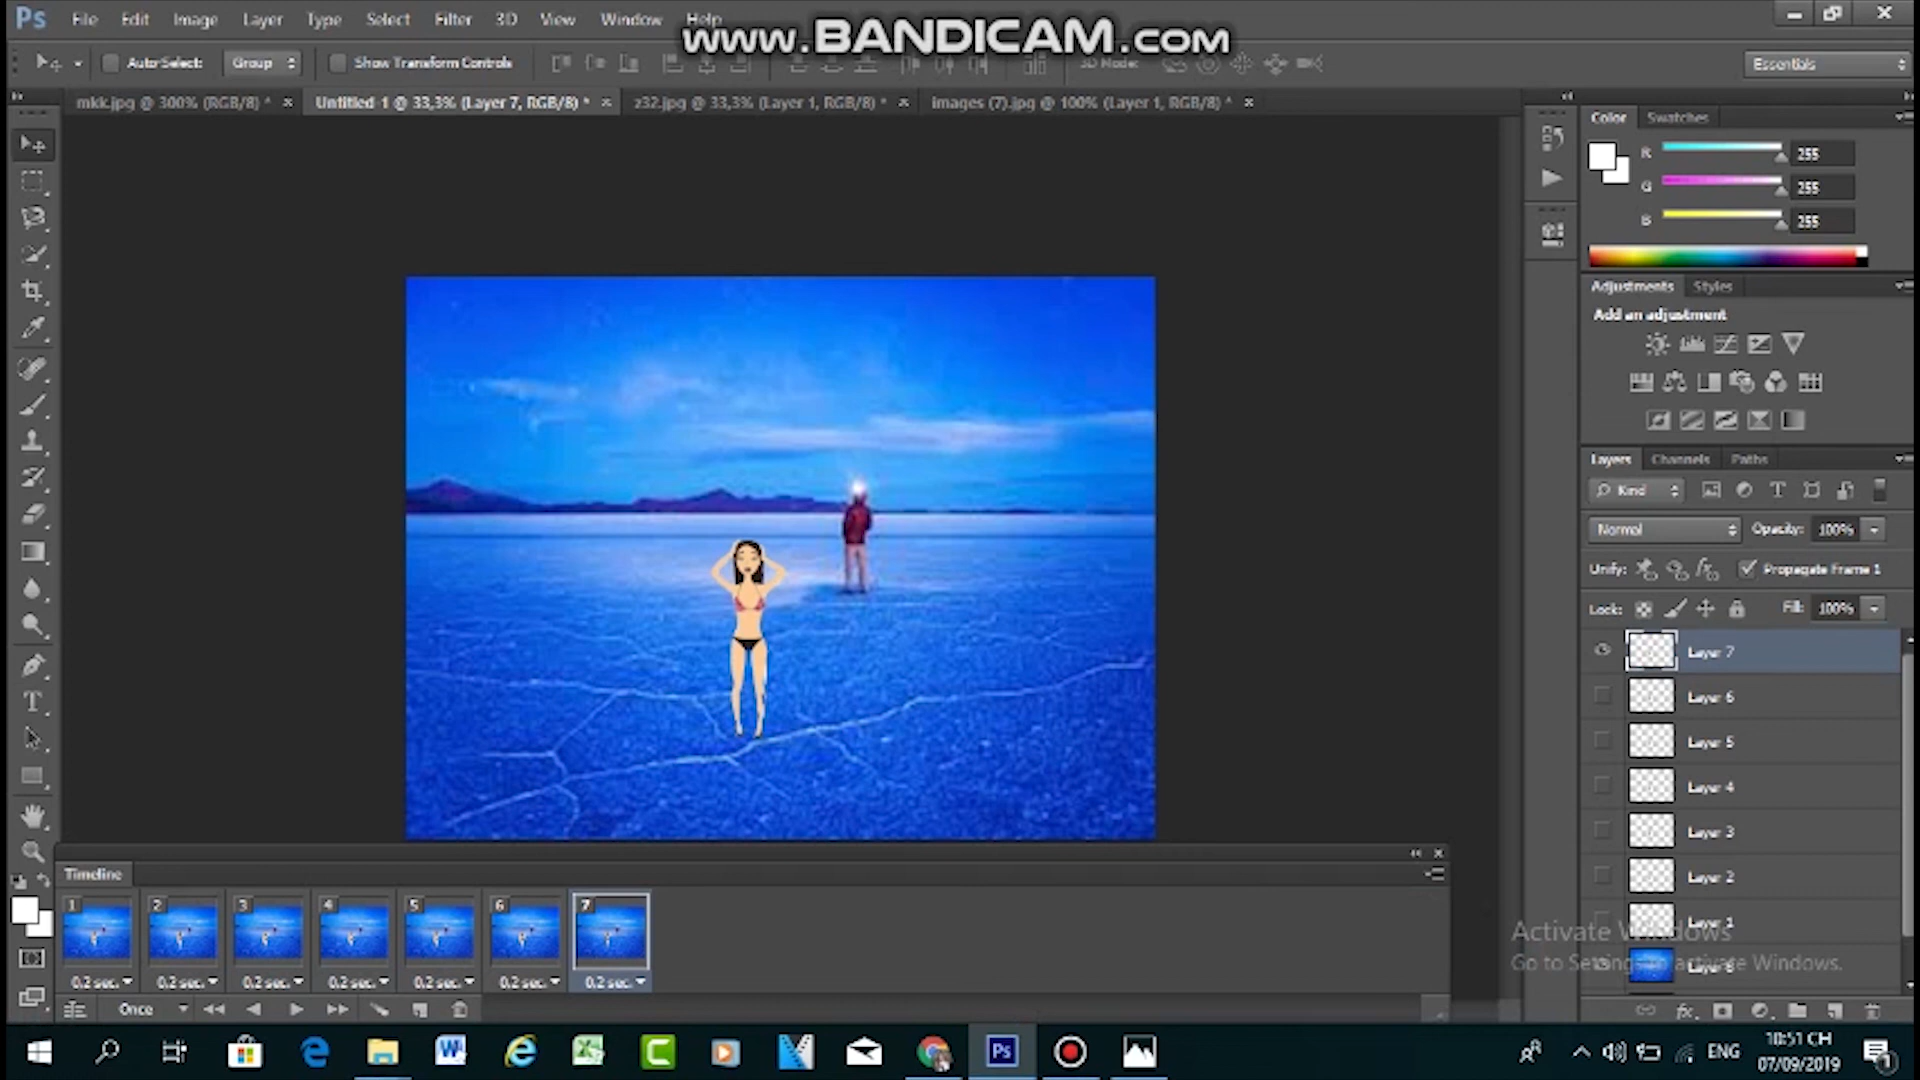 Ps File Edit Image Layer Type Select Filter 3D View Window Help
www.BANDICAM.com
Auto-Select: Group Show Transform Controls 3D Mode: Essentials
mkk.jpg @ 300% (RGB/8) * × Untitled-1 @ 33,3% (Layer 7, RGB/8) * × z32.jpg @ 33,3% (Layer 1, RGB/8) * × images (7).jpg @ 100% (Layer 1, RGB/8) * ×
Color Swatches
R 255
G 255
B 255
Adjustments Styles
Add an adjustment
Layers Channels Paths
Kind
Normal Opacity: 100%
Unify: Propagate Frame 1
Lock: Fill: 100%
Layer 7
Layer 6
Layer 5
Layer 4
Layer 3
Layer 2
Layer 1
Layer 8
Activate Windows
Go to Settings to activate Windows.
Timeline
1 2 3 4 5 6 7
0.2 sec. 0.2 sec. 0.2 sec. 0.2 sec. 0.2 sec. 0.2 sec. 0.2 sec.
Once
fx
ENG
10:51 CH
07/09/2019